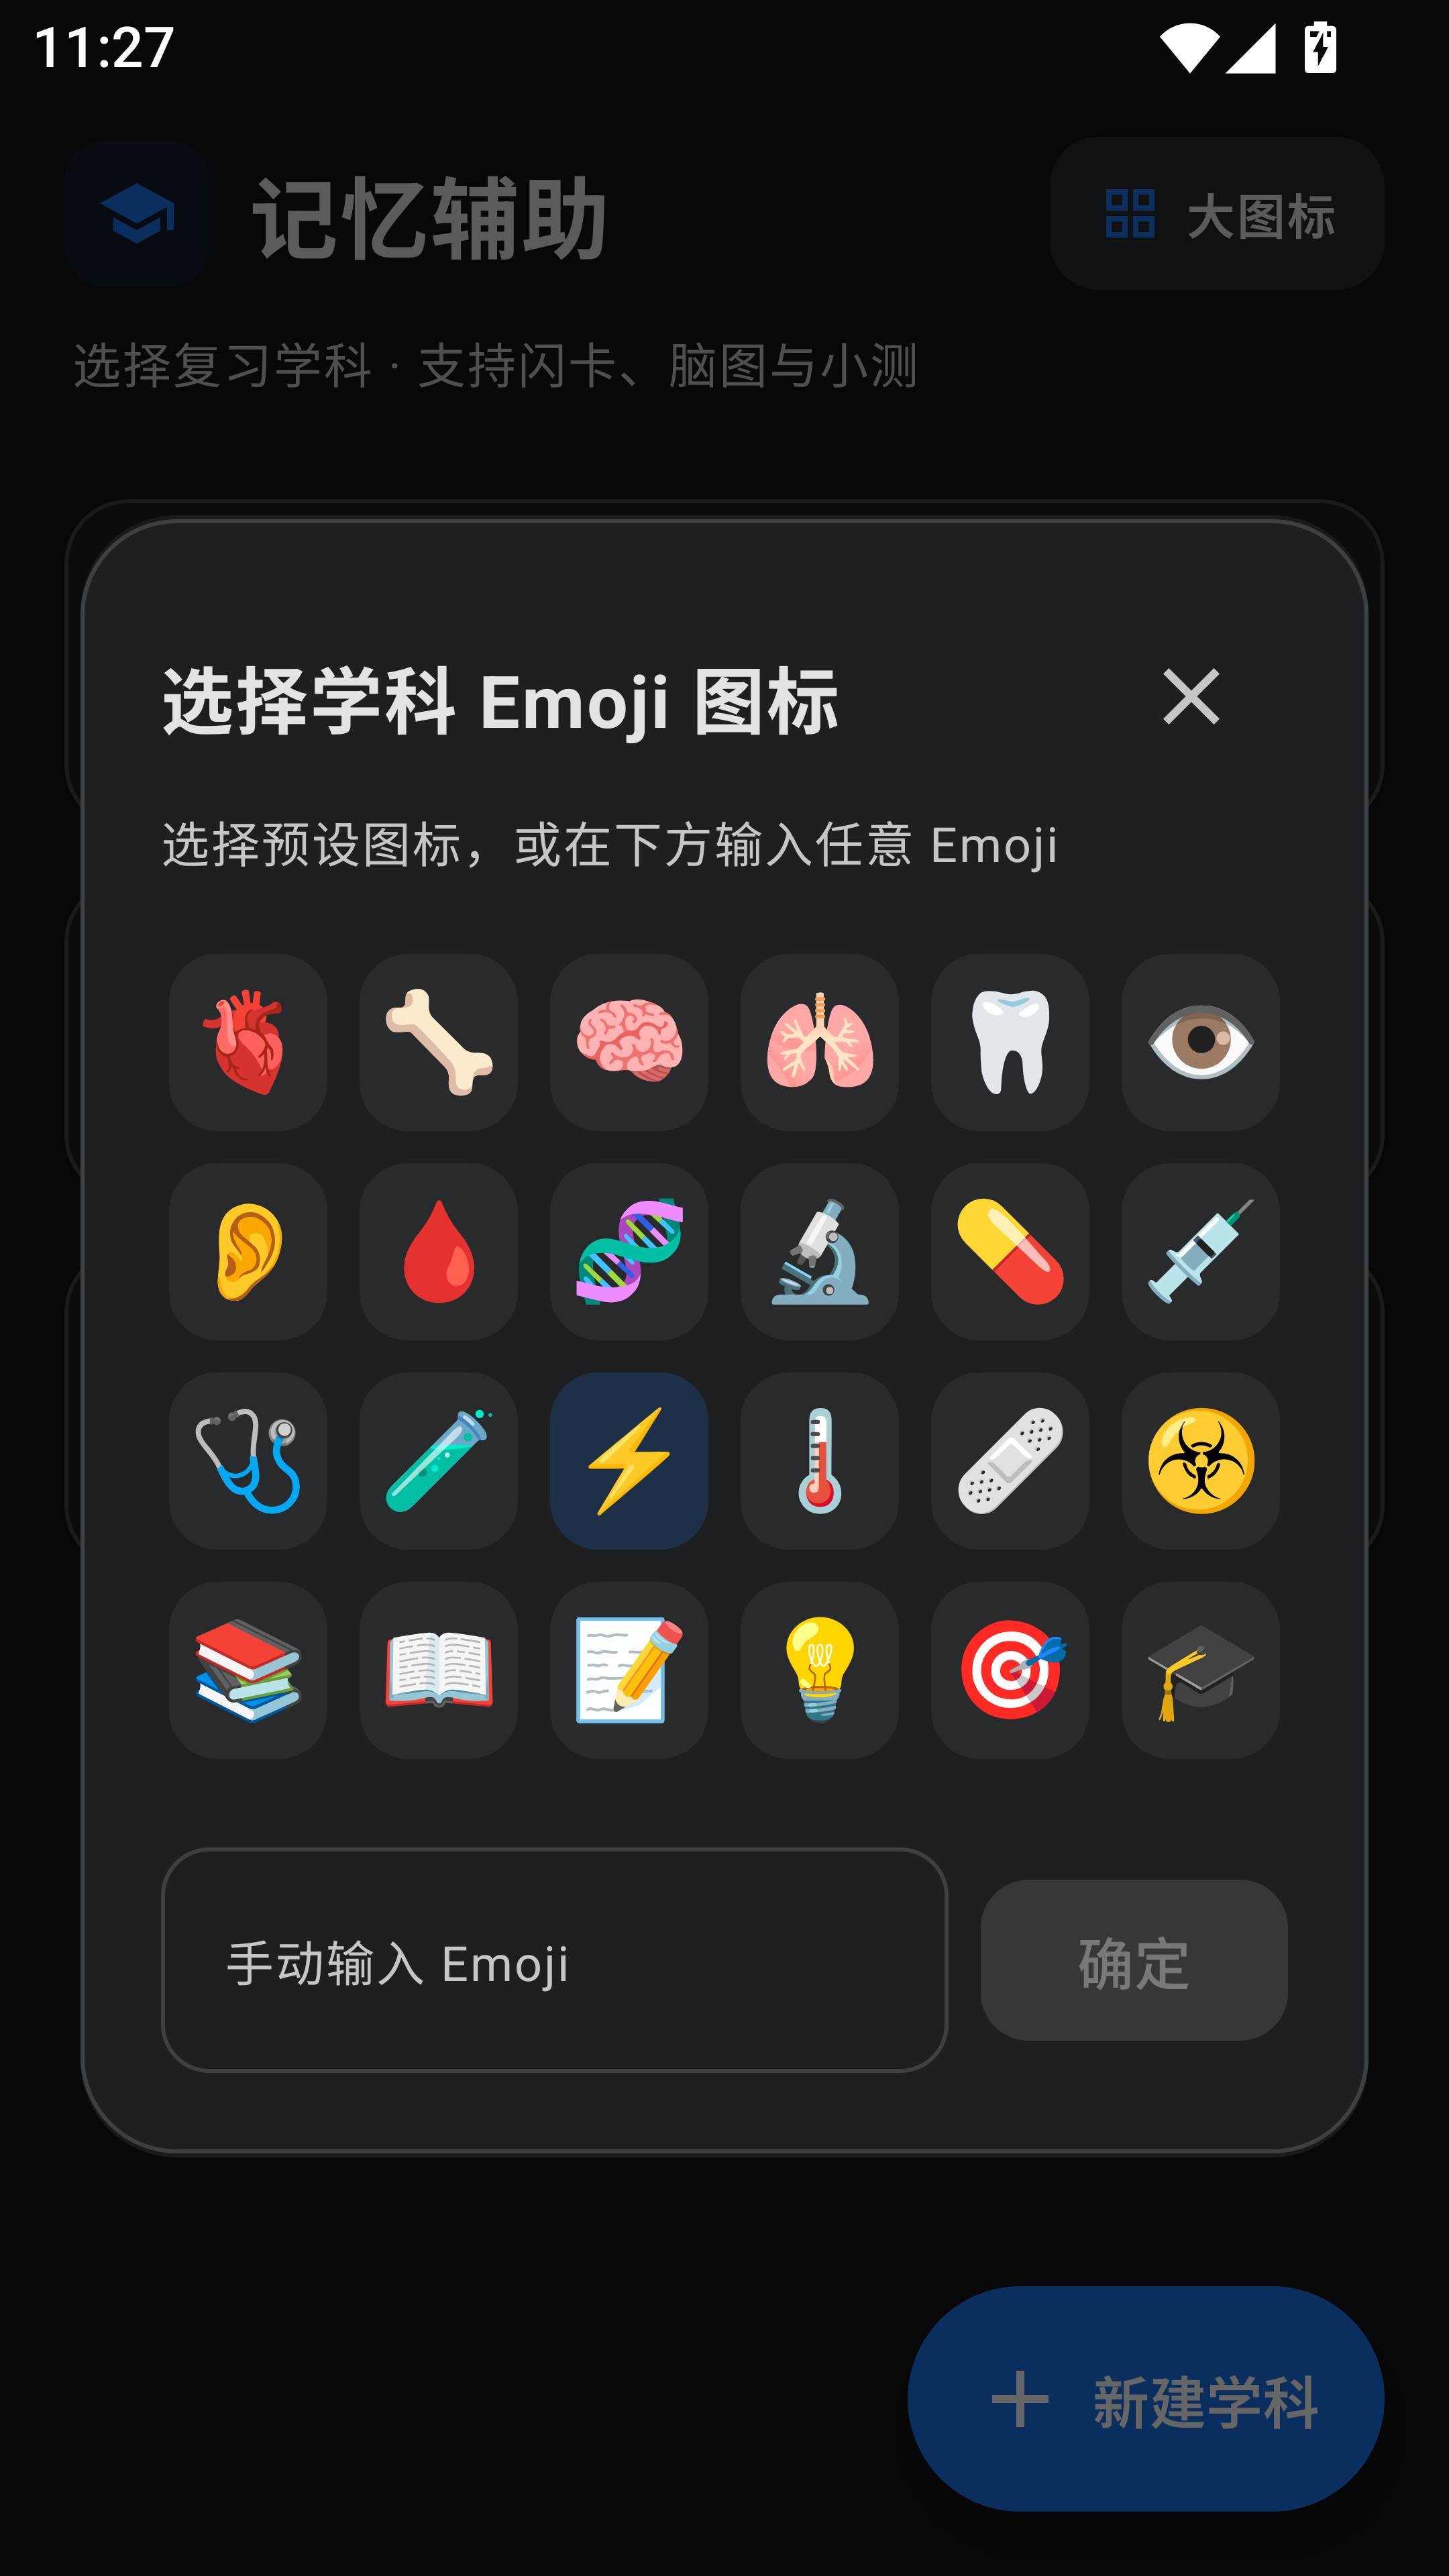 11:27
记忆辅助
大图标
选择复习学科 · 支持闪卡、脑图与小测
选择学科 Emoji 图标
选择预设图标，或在下方输入任意 Emoji
手动输入 Emoji
确定
新建学科